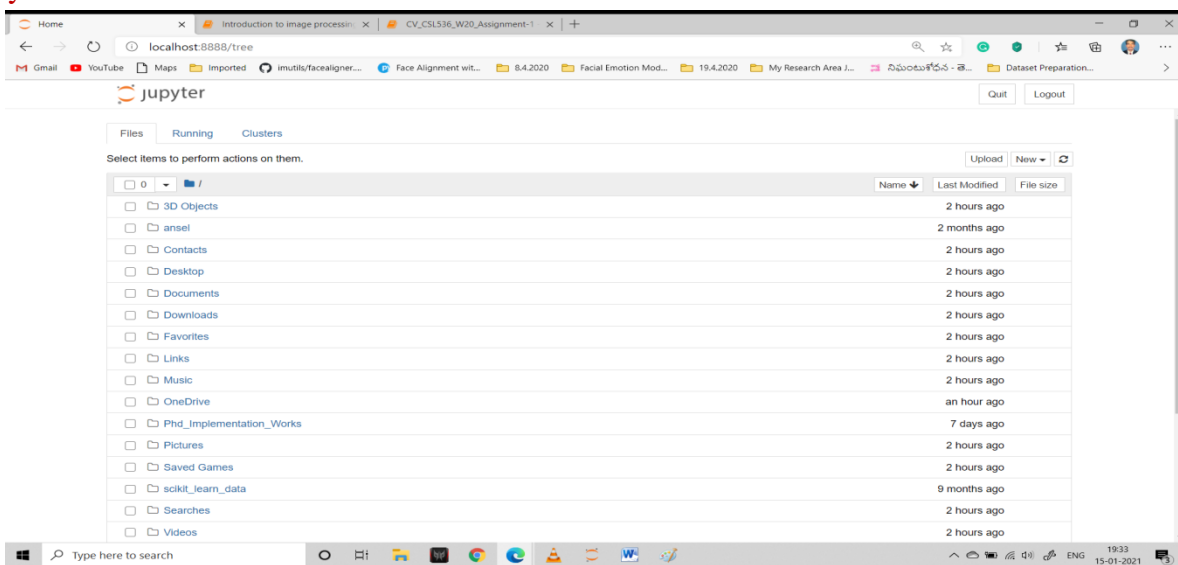 Home Introduction to image processin CV_CSL536_W20_Assignment-1
localhost:8888/tree
Gmail YouTube Maps Imported imutils/facealigner.... Face Alignment wit... 8.4.2020 Facial Emotion Mod... 19.4.2020 My Research Area J... Dataset Preparation...
jupyter Quit Logout
Files Running Clusters
Select items to perform actions on them. Upload New
0 / Name Last Modified File size
3D Objects 2 hours ago
ansel 2 months ago
Contacts 2 hours ago
Desktop 2 hours ago
Documents 2 hours ago
Downloads 2 hours ago
Favorites 2 hours ago
Links 2 hours ago
Music 2 hours ago
OneDrive an hour ago
Phd_Implementation_Works 7 days ago
Pictures 2 hours ago
Saved Games 2 hours ago
scikit_learn_data 9 months ago
Searches 2 hours ago
Videos 2 hours ago
Type here to search ENG 19:33
15-01-2021